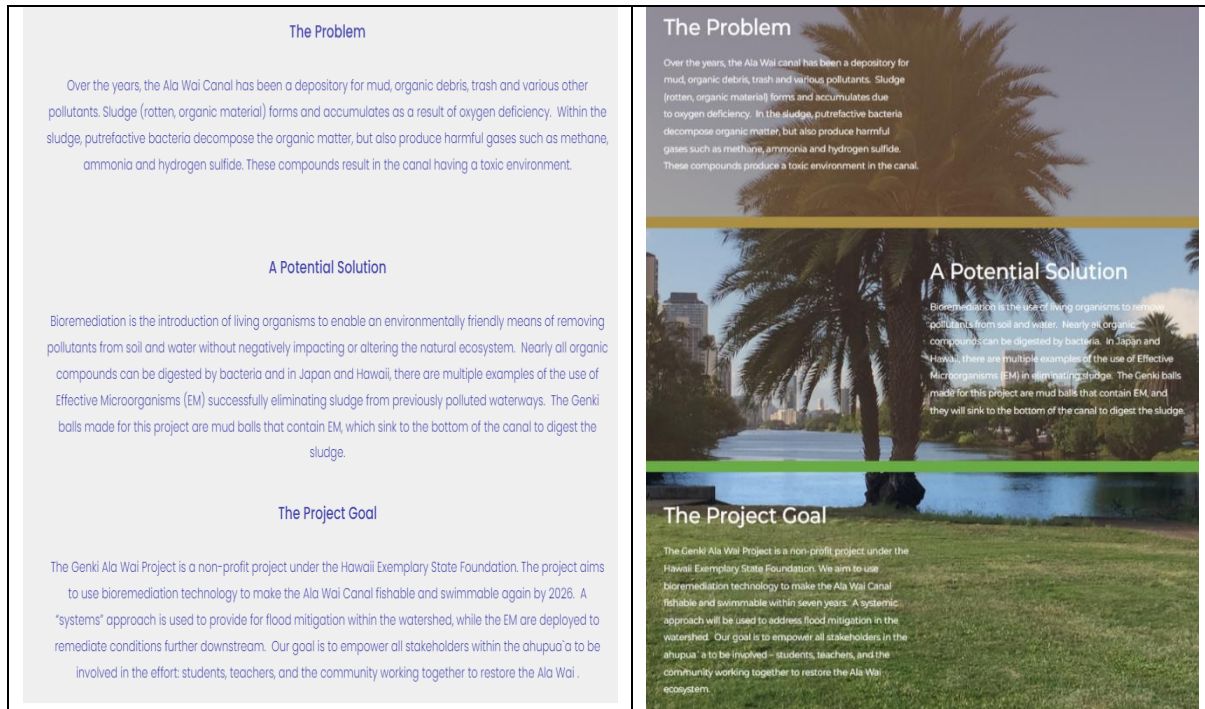 The Problem
Over the years, the Ala Wai Canal has been a depository for mud, organic debris, trash and various other
pollutants. Sludge (rotten, organic material) forms and accumulates as a result of oxygen deficiency.  Within the
sludge, putrefactive bacteria decompose the organic matter, but also produce harmful gases such as methane,
ammonia and hydrogen sulfide. These compounds result in the canal having a toxic environment.
A Potential Solution
Bioremediation is the introduction of living organisms to enable an environmentally friendly means of removing
pollutants from soil and water without negatively impacting or altering the natural ecosystem.  Nearly all organic
compounds can be digested by bacteria and in Japan and Hawaii, there are multiple examples of the use of
Effective Microorganisms (EM) successfully eliminating sludge from previously polluted waterways.  The Genki
balls made for this project are mud balls that contain EM, which sink to the bottom of the canal to digest the
sludge.
The Project Goal
The Genki Ala Wai Project is a non-profit project under the Hawaii Exemplary State Foundation. The project aims
to use bioremediation technology to make the Ala Wai Canal fishable and swimmable again by 2026.  A
“systems” approach is used to provide for flood mitigation within the watershed, while the EM are deployed to
remediate conditions further downstream.  Our goal is to empower all stakeholders within the ahupua`a to be
involved in the effort: students, teachers, and the community working together to restore the Ala Wai .
The Problem
Over the years, the Ala Wai canal has been a depository for
mud, organic debris, trash and various pollutants.  Sludge
(rotten, organic material) forms and accumulates due
to oxygen deficiency.  In the sludge, putrefactive bacteria
decompose organic matter, but also produce harmful
gases such as methane, ammonia and hydrogen sulfide.
These compounds produce a toxic environment in the canal.
A Potential Solution
Bioremediation is the use of living organisms to remove
pollutants from soil and water.  Nearly all organic
compounds can be digested by bacteria.  In Japan and
Hawaii, there are multiple examples of the use of Effective
Microorganisms (EM) in eliminating sludge.  The Genki balls
made for this project are mud balls that contain EM, and
they will sink to the bottom of the canal to digest the sludge.
The Project Goal
The Genki Ala Wai Project is a non-profit project under the
Hawaii Exemplary State Foundation. We aim to use
bioremediation technology to make the Ala Wai Canal
fishable and swimmable within seven years.  A systemic
approach will be used to address flood mitigation in the
watershed.  Our goal is to empower all stakeholders in the
ahupua`a to be involved – students, teachers, and the
community working together to restore the Ala Wai
ecosystem.